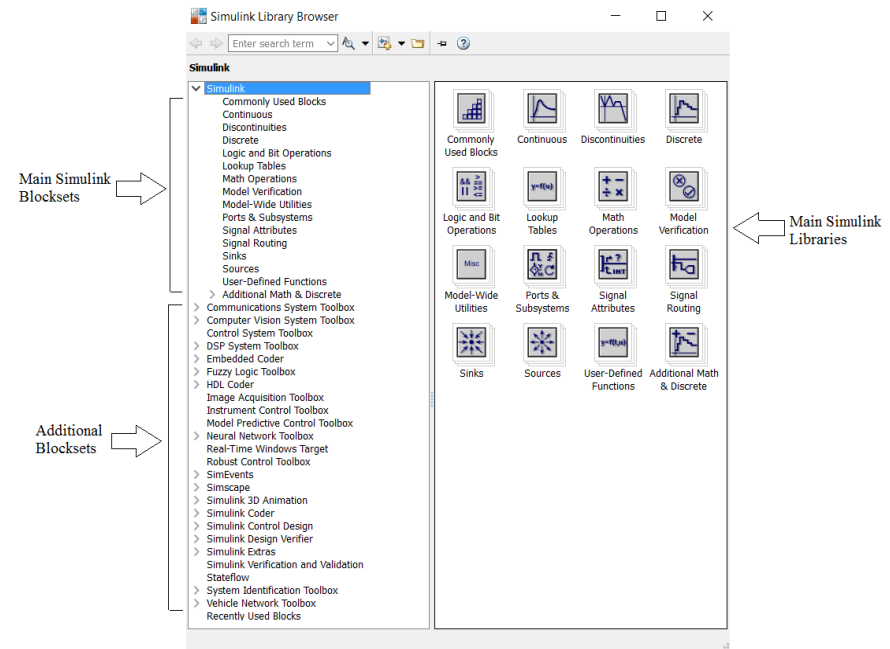 Simulink Library Browser
Enter search term
Simulink
Simulink
Commonly Used Blocks
Continuous
Discontinuities
Discrete
Logic and Bit Operations
Lookup Tables
Math Operations
Model Verification
Model-Wide Utilities
Ports & Subsystems
Signal Attributes
Signal Routing
Sinks
Sources
User-Defined Functions
Additional Math & Discrete
Communications System Toolbox
Computer Vision System Toolbox
Control System Toolbox
DSP System Toolbox
Embedded Coder
Fuzzy Logic Toolbox
HDL Coder
Image Acquisition Toolbox
Instrument Control Toolbox
Model Predictive Control Toolbox
Neural Network Toolbox
Real-Time Windows Target
Robust Control Toolbox
SimEvents
Simscape
Simulink 3D Animation
Simulink Coder
Simulink Control Design
Simulink Design Verifier
Simulink Extras
Simulink Verification and Validation
Stateflow
System Identification Toolbox
Vehicle Network Toolbox
Recently Used Blocks
Main Simulink
Blocksets
Additional
Blocksets
Commonly
Used Blocks
Continuous
Discontinuities
Discrete
&& >=
|| <=
y=f(u)
+ -
÷ ×
Logic and Bit
Operations
Lookup
Tables
Math
Operations
Model
Verification
Misc
? INT
Model-Wide
Utilities
Ports &
Subsystems
Signal
Attributes
Signal
Routing
y=f(t,u)
+
-
Sinks
Sources
User-Defined
Functions
Additional Math
& Discrete
Main Simulink
Libraries